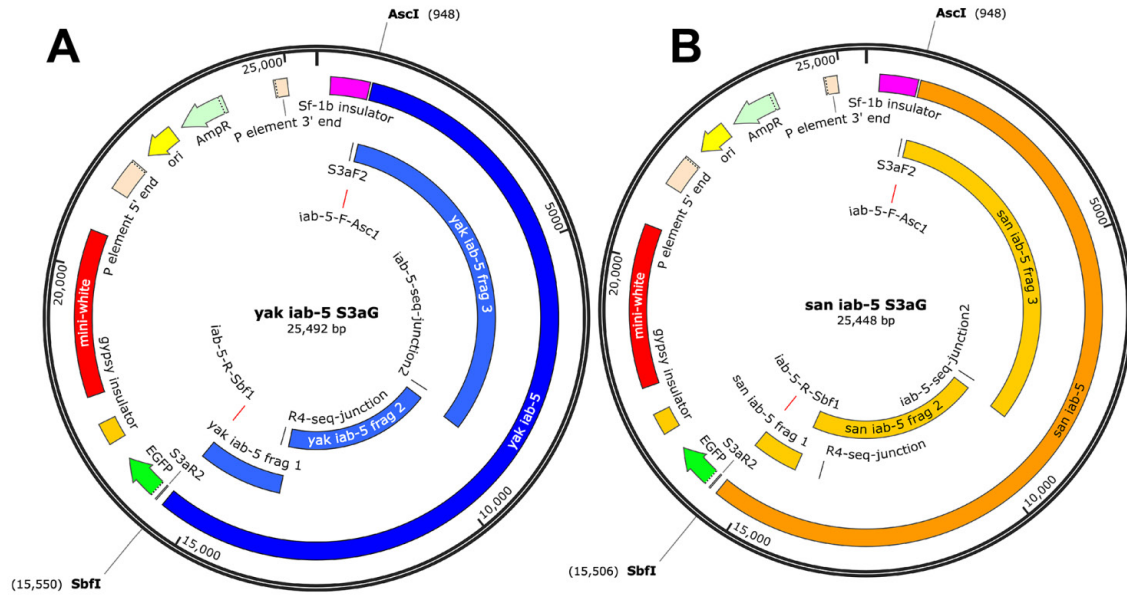 A
AscI (948)
25,000
Sf-1b insulator
P element 3' end
AmpR
ori
P element 5' end
S3aF2
iab-5-F-Asc1
yak iab-5 frag 3
5000
20,000
mini-white
yak iab-5 S3aG
25,492 bp
iab-5-seq-junction2
iab-5-R-Sbf1
gypsy insulator
R4-seq-junction
yak iab-5 frag 2
yak iab-5 frag 1
yak iab-5
S3aR2
EGFP
10,000
15,000
(15,550) SbfI
B
AscI (948)
25,000
Sf-1b insulator
P element 3' end
AmpR
ori
P element 5' end
S3aF2
iab-5-F-Asc1
san iab-5 frag 3
5000
20,000
mini-white
san iab-5 S3aG
25,448 bp
iab-5-seq-junction2
iab-5-R-Sbf1
gypsy insulator
san iab-5 frag 1
san iab-5 frag 2
R4-seq-junction
san iab-5
S3aR2
EGFP
10,000
15,000
(15,506) SbfI